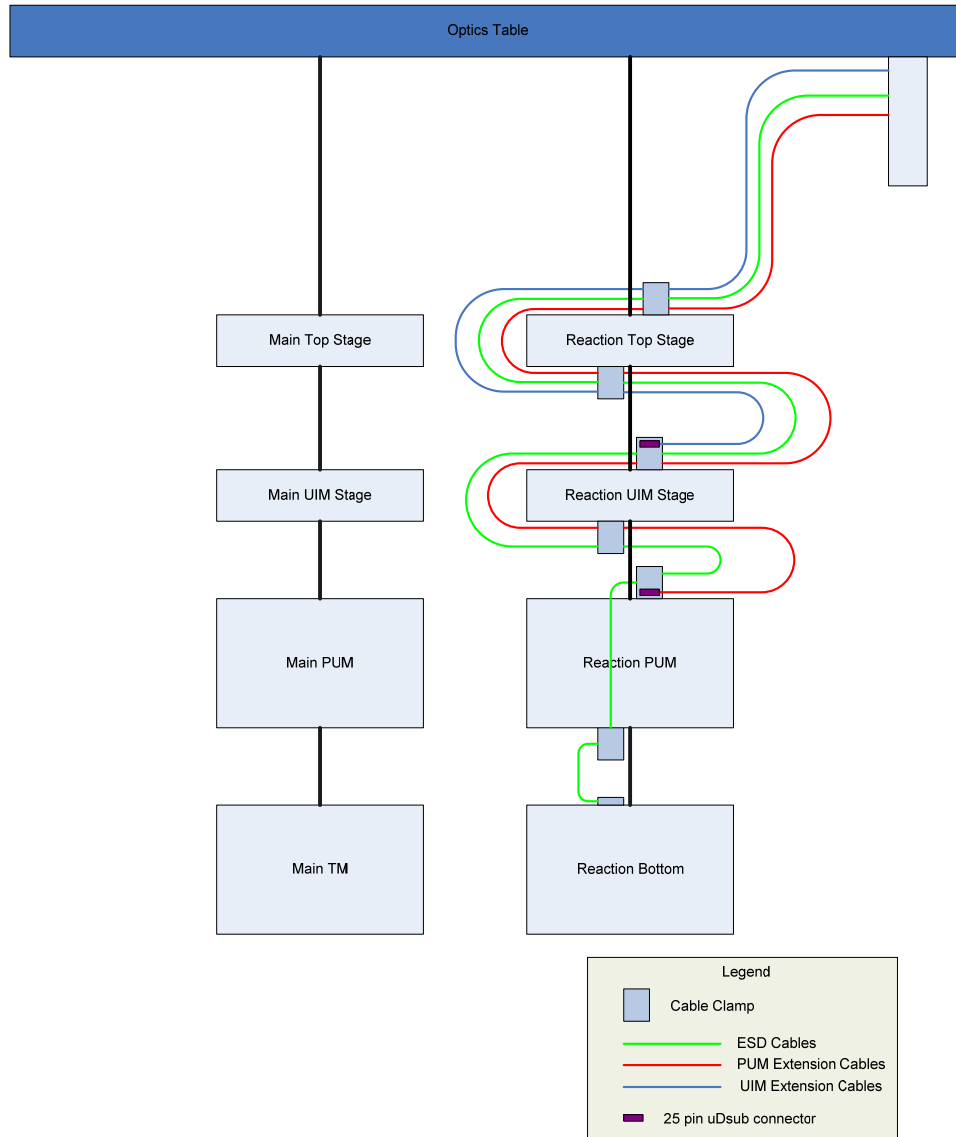 Optics Table
Main Top Stage
Reaction Top Stage
Main UIM Stage
Reaction UIM Stage
Main PUM
Reaction PUM
Main TM
Reaction Bottom
Legend
Cable Clamp
ESD Cables
PUM Extension Cables
UIM Extension Cables
25 pin uDsub connector